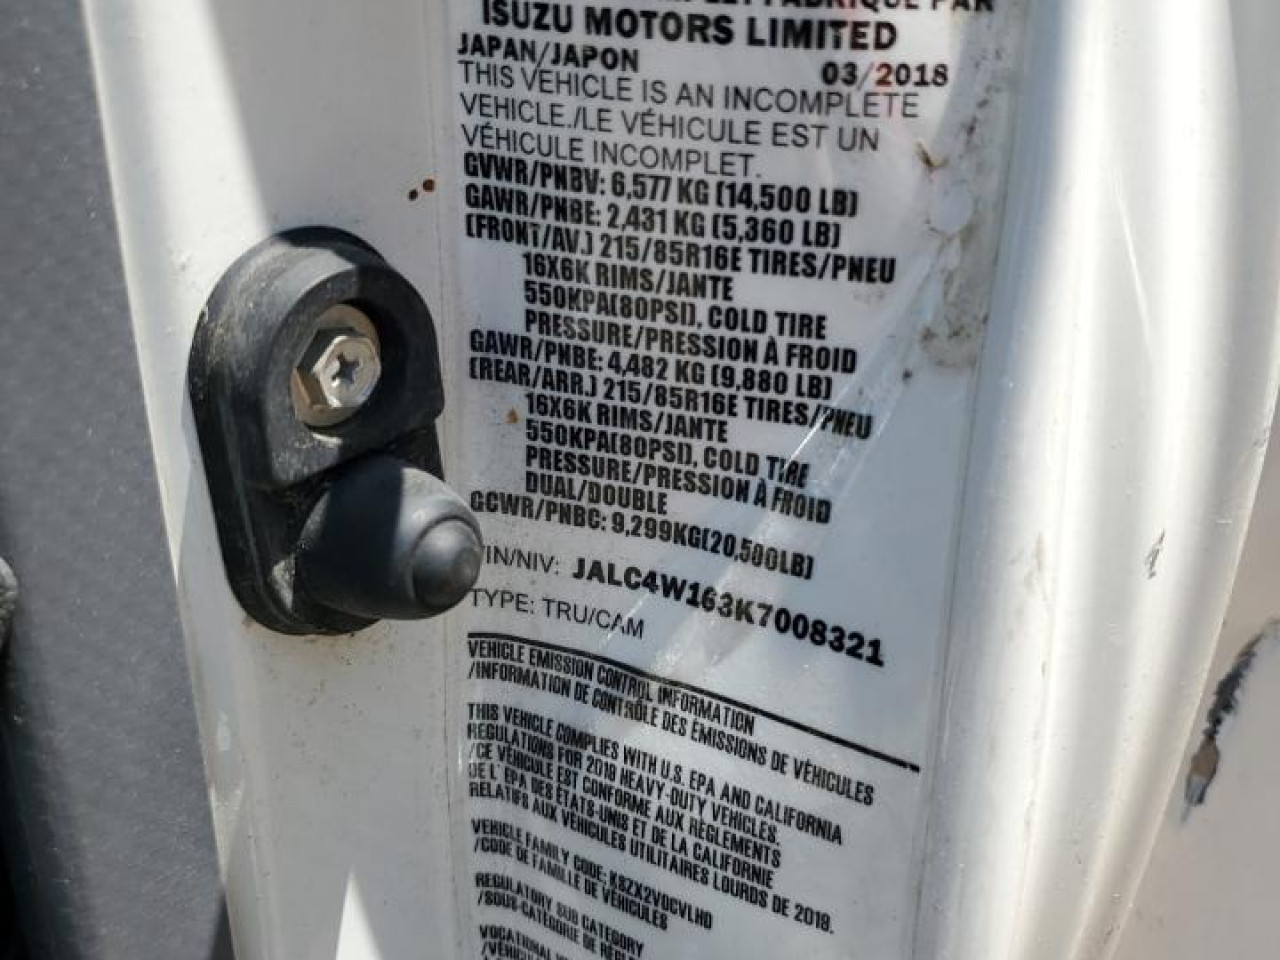 FABRIQUÉ PAR
ISUZU MOTORS LIMITED
JAPAN/JAPON 03/2018
THIS VEHICLE IS AN INCOMPLETE
VEHICLE./LE VÉHICULE EST UN
VÉHICULE INCOMPLET.
GVWR/PNBV: 6,577 KG (14,500 LB)
GAWR/PNBE: 2,431 KG (5,360 LB)
(FRONT/AV.) 215/85R16E TIRES/PNEU
16X6K RIMS/JANTE
550KPA(80PSI), COLD TIRE
PRESSURE/PRESSION À FROID
GAWR/PNBE: 4,482 KG (9,880 LB)
(REAR/ARR.) 215/85R16E TIRES/PNEU
16X6K RIMS/JANTE
550KPA(80PSI), COLD TIRE
PRESSURE/PRESSION À FROID
DUAL/DOUBLE
GCWR/PNBC: 9,299KG(20,500LB)
VIN/NIV: JALC4W163K7008321
TYPE: TRU/CAM
VEHICLE EMISSION CONTROL INFORMATION
/INFORMATION DE CONTRÔLE DES ÉMISSIONS DE VÉHICULES
THIS VEHICLE COMPLIES WITH U.S. EPA AND CALIFORNIA
REGULATIONS FOR 2018 HEAVY-DUTY VEHICLES.
/CE VÉHICULE EST CONFORME AUX RÈGLEMENTS
DE L'EPA DES ÉTATS-UNIS ET DE LA CALIFORNIE
RELATIFS AUX VÉHICULES UTILITAIRES LOURDS DE 2018.
VEHICLE FAMILY CODE: KSZX2VOCVLHD
/CODE DE FAMILLE DE VÉHICULES
REGULATORY SUB CATEGORY
/SOUS-CATÉGORIE DE
VOCATIONAL